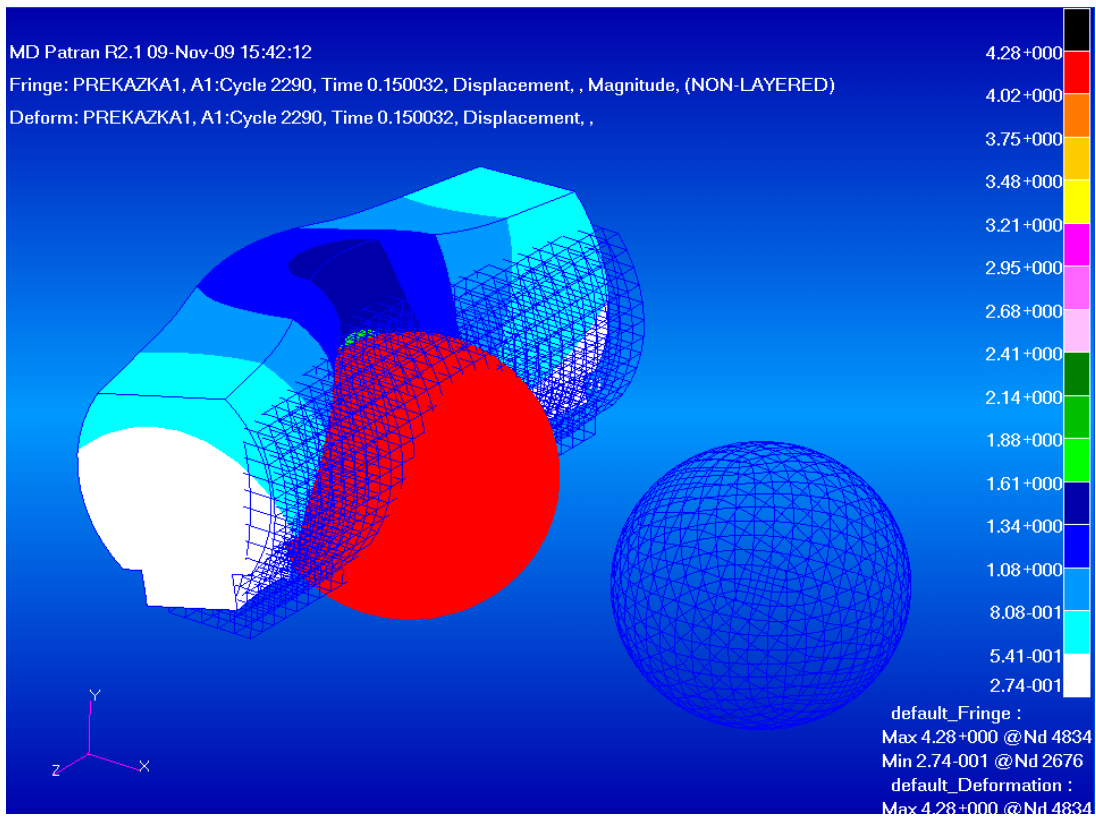 MD Patran R2.1 09-Nov-09 15:42:12
Fringe: PREKAZKA1, A1:Cycle 2290, Time 0.150032, Displacement, , Magnitude, (NON-LAYERED)
Deform: PREKAZKA1, A1:Cycle 2290, Time 0.150032, Displacement, ,
4.28+000
4.02+000
3.75+000
3.48+000
3.21+000
2.95+000
2.68+000
2.41+000
2.14+000
1.88+000
1.61+000
1.34+000
1.08+000
8.08-001
5.41-001
2.74-001
default_Fringe :
Max 4.28+000 @Nd 4834
Min 2.74-001 @Nd 2676
default_Deformation :
Max 4.28+000 @Nd 4834
Y
Z
X